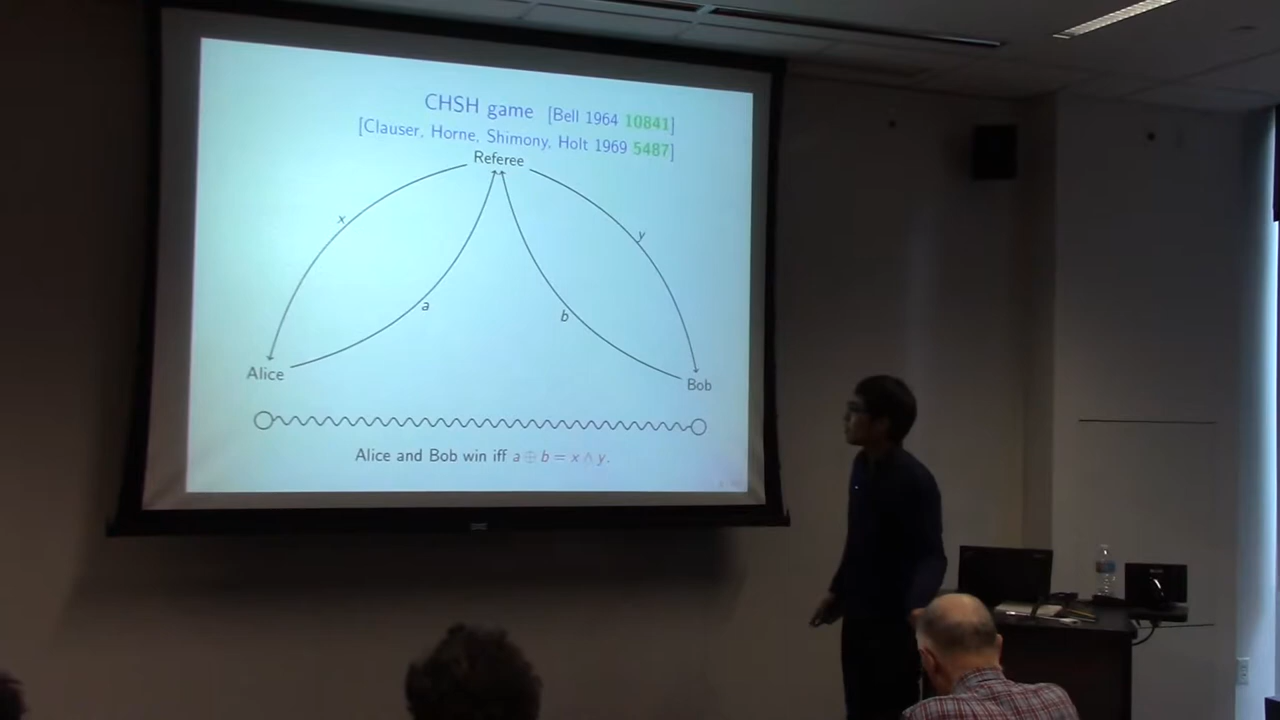 CHSH game [Bell 1964 10841]
[Clauser, Horne, Shimony, Holt 1969 5487]
Referee
x
y
a
b
Alice
Bob
Alice and Bob win iff a ⊕ b = x ∧ y.